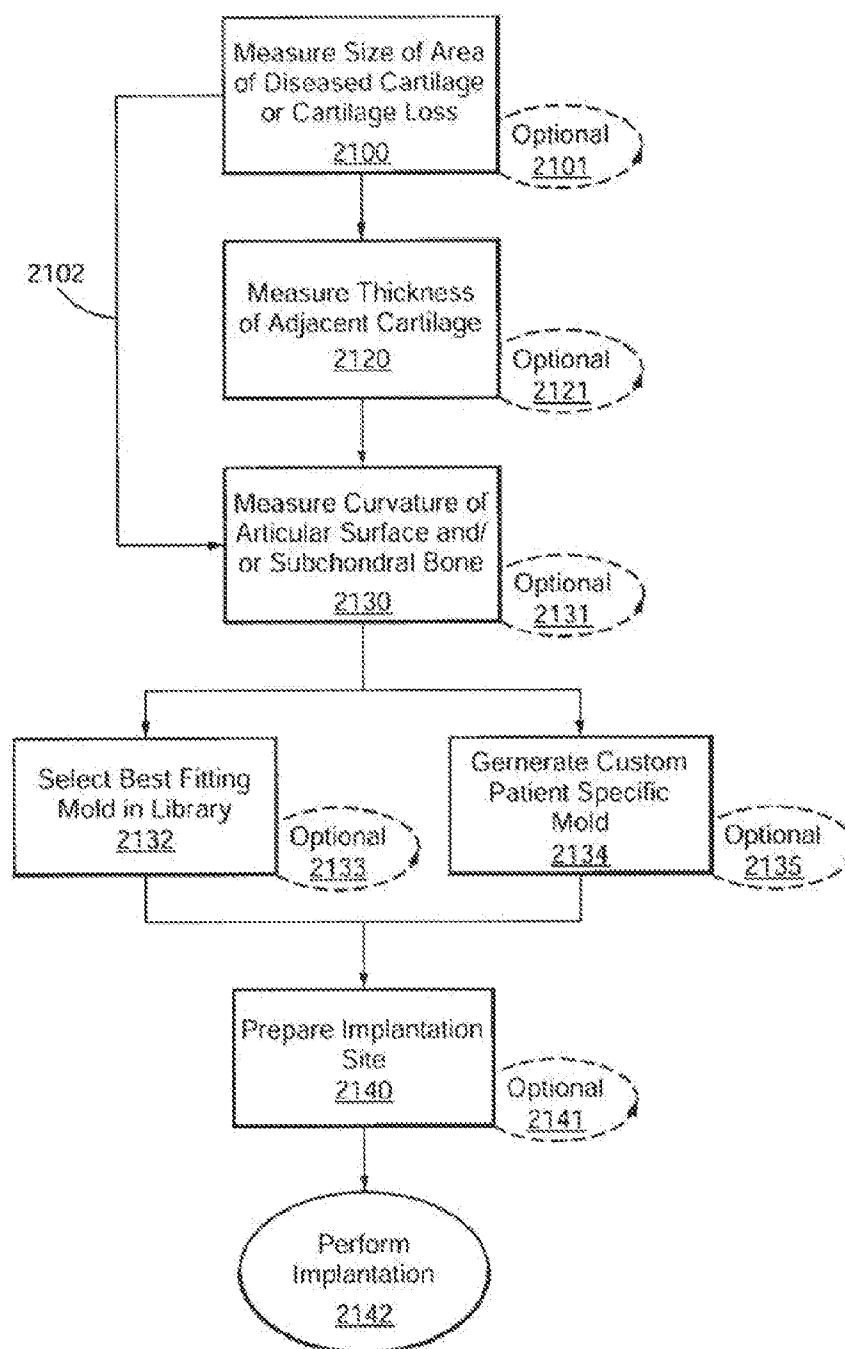 Measure Size of Area
of Diseased Cartilage
or Cartilage Loss
2100
Optional
2101
2102
Measure Thickness
of Adjacent Cartilage
2120
Optional
2121
Measure Curvature of
Articular Surface and/
or Subchondral Bone
2130
Optional
2131
Select Best Fitting
Mold in Library
2132
Optional
2133
Gernerate Custom
Patient Specific
Mold
2134
Optional
2135
Prepare Implantation
Site
2140
Optional
2141
Perform
Implantation
2142